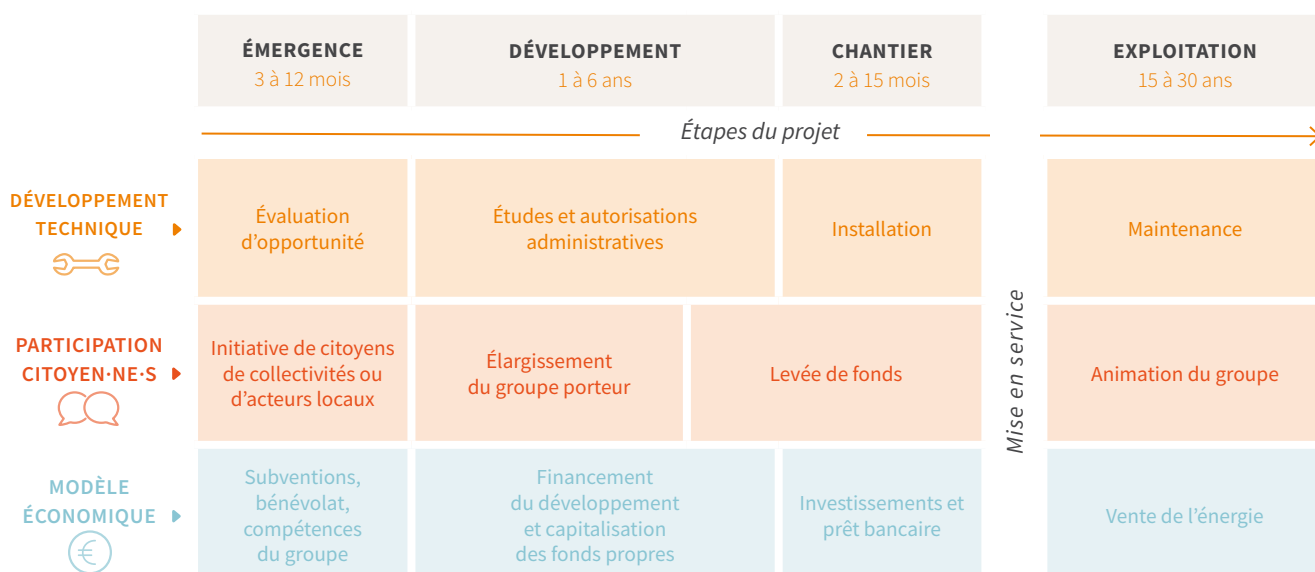 ÉMERGENCE
3 à 12 mois
DÉVELOPPEMENT
1 à 6 ans
CHANTIER
2 à 15 mois
EXPLOITATION
15 à 30 ans
Étapes du projet
DÉVELOPPEMENT
TECHNIQUE
Évaluation
d’opportunité
Études et autorisations
administratives
Installation
Maintenance
PARTICIPATION
CITOYEN·NE·S
Initiative de citoyens
de collectivités ou
d’acteurs locaux
Élargissement
du groupe porteur
Levée de fonds
Mise en service
Animation du groupe
MODÈLE
ÉCONOMIQUE
€
Subventions,
bénévolat,
compétences
du groupe
Financement
du développement
et capitalisation
des fonds propres
Investissements et
prêt bancaire
Vente de l’énergie